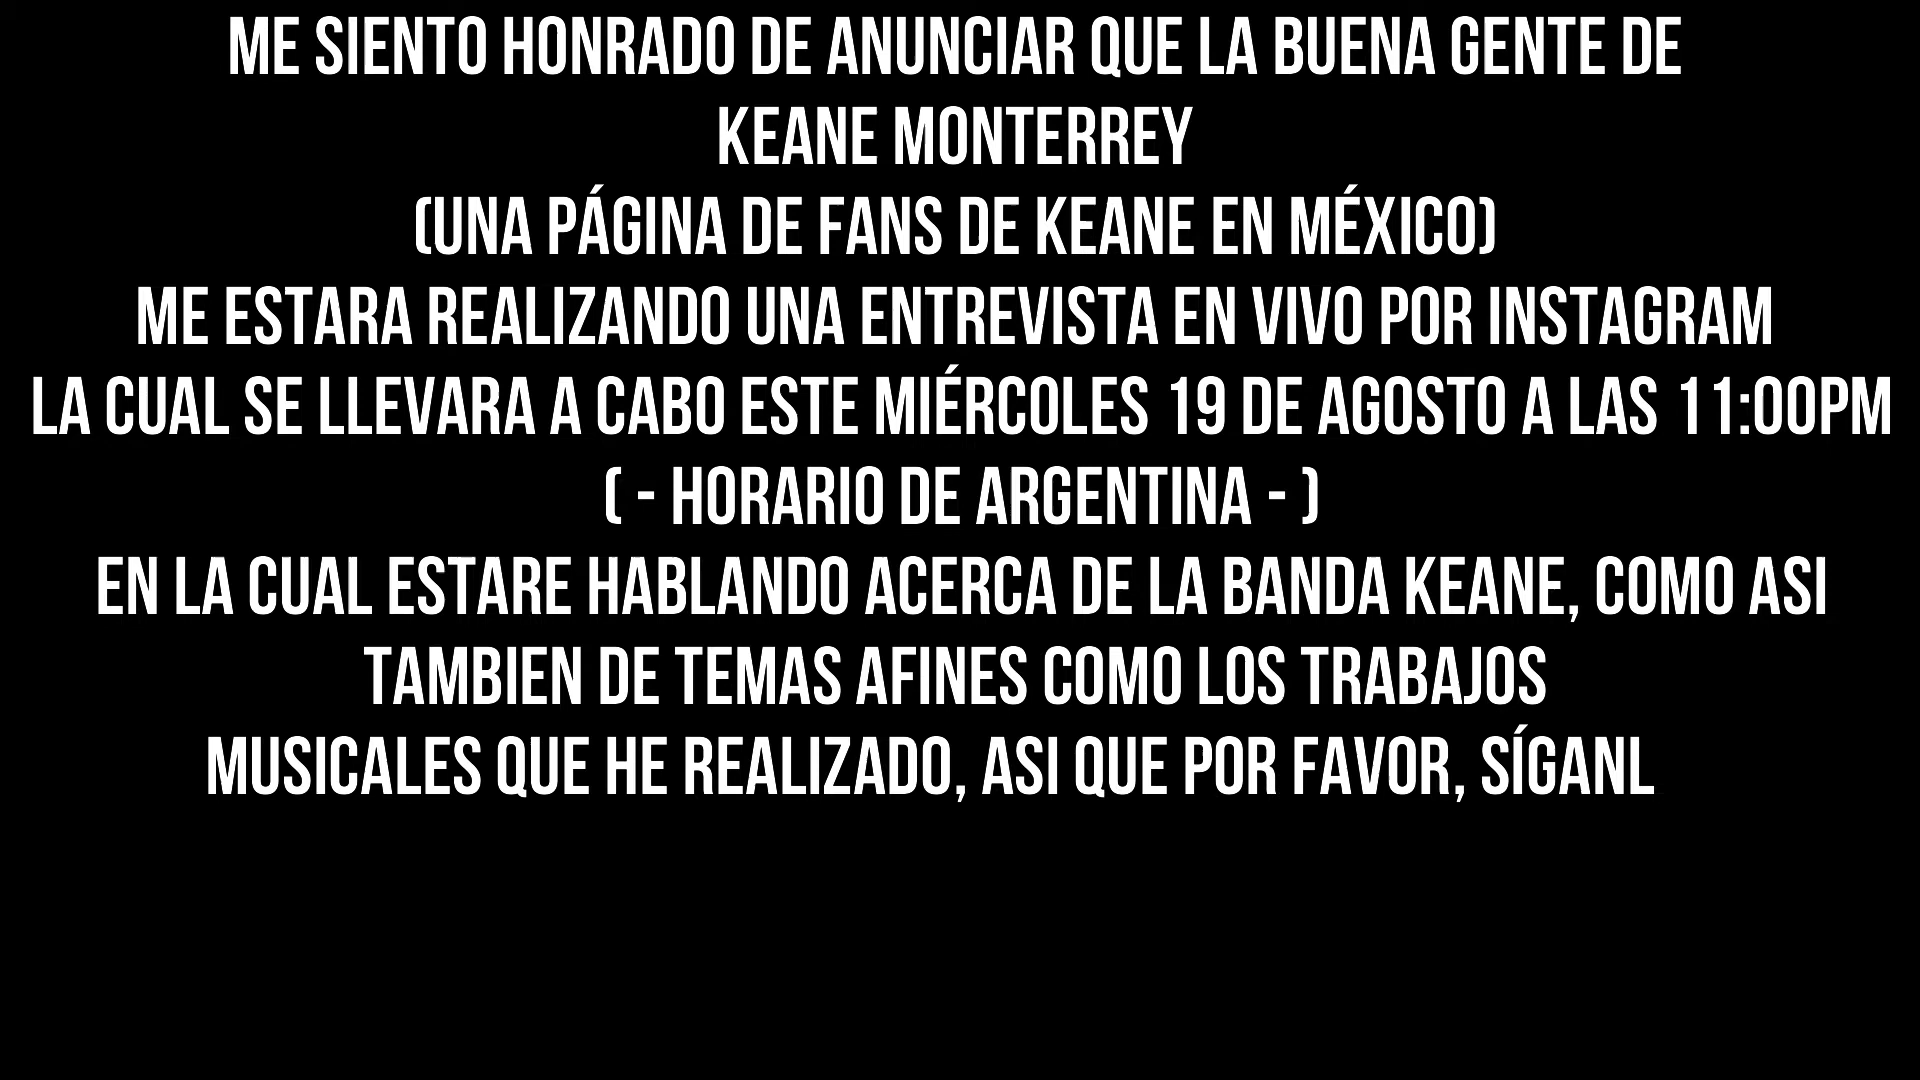 ME SIENTO HONRADO DE ANUNCIAR QUE LA BUENA GENTE DE
KEANE MONTERREY
(UNA PÁGINA DE FANS DE KEANE EN MÉXICO)
ME ESTARA REALIZANDO UNA ENTREVISTA EN VIVO POR INSTAGRAM
LA CUAL SE LLEVARA A CABO ESTE MIÉRCOLES 19 DE AGOSTO A LAS 11:00PM
( - HORARIO DE ARGENTINA - )
EN LA CUAL ESTARE HABLANDO ACERCA DE LA BANDA KEANE, COMO ASI
TAMBIEN DE TEMAS AFINES COMO LOS TRABAJOS
MUSICALES QUE HE REALIZADO, ASI QUE POR FAVOR, SÍGANL